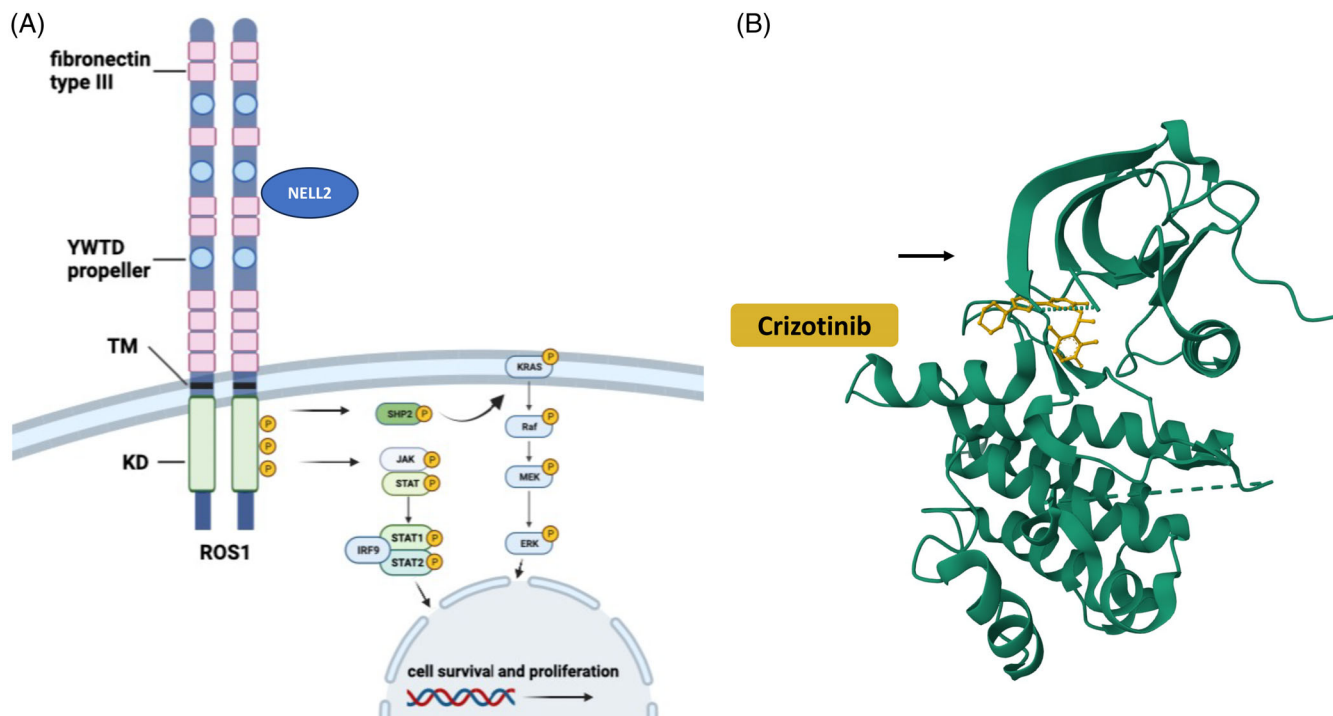 (A)
fibronectin
type III
NELL2
YWTD
propeller
TM
KD
ROS1
P
P
P
SHP2 P
JAK P
STAT P
IRF9
STAT1 P
STAT2 P
KRAS P
Raf P
MEK P
ERK P
cell survival and proliferation
(B)
Crizotinib